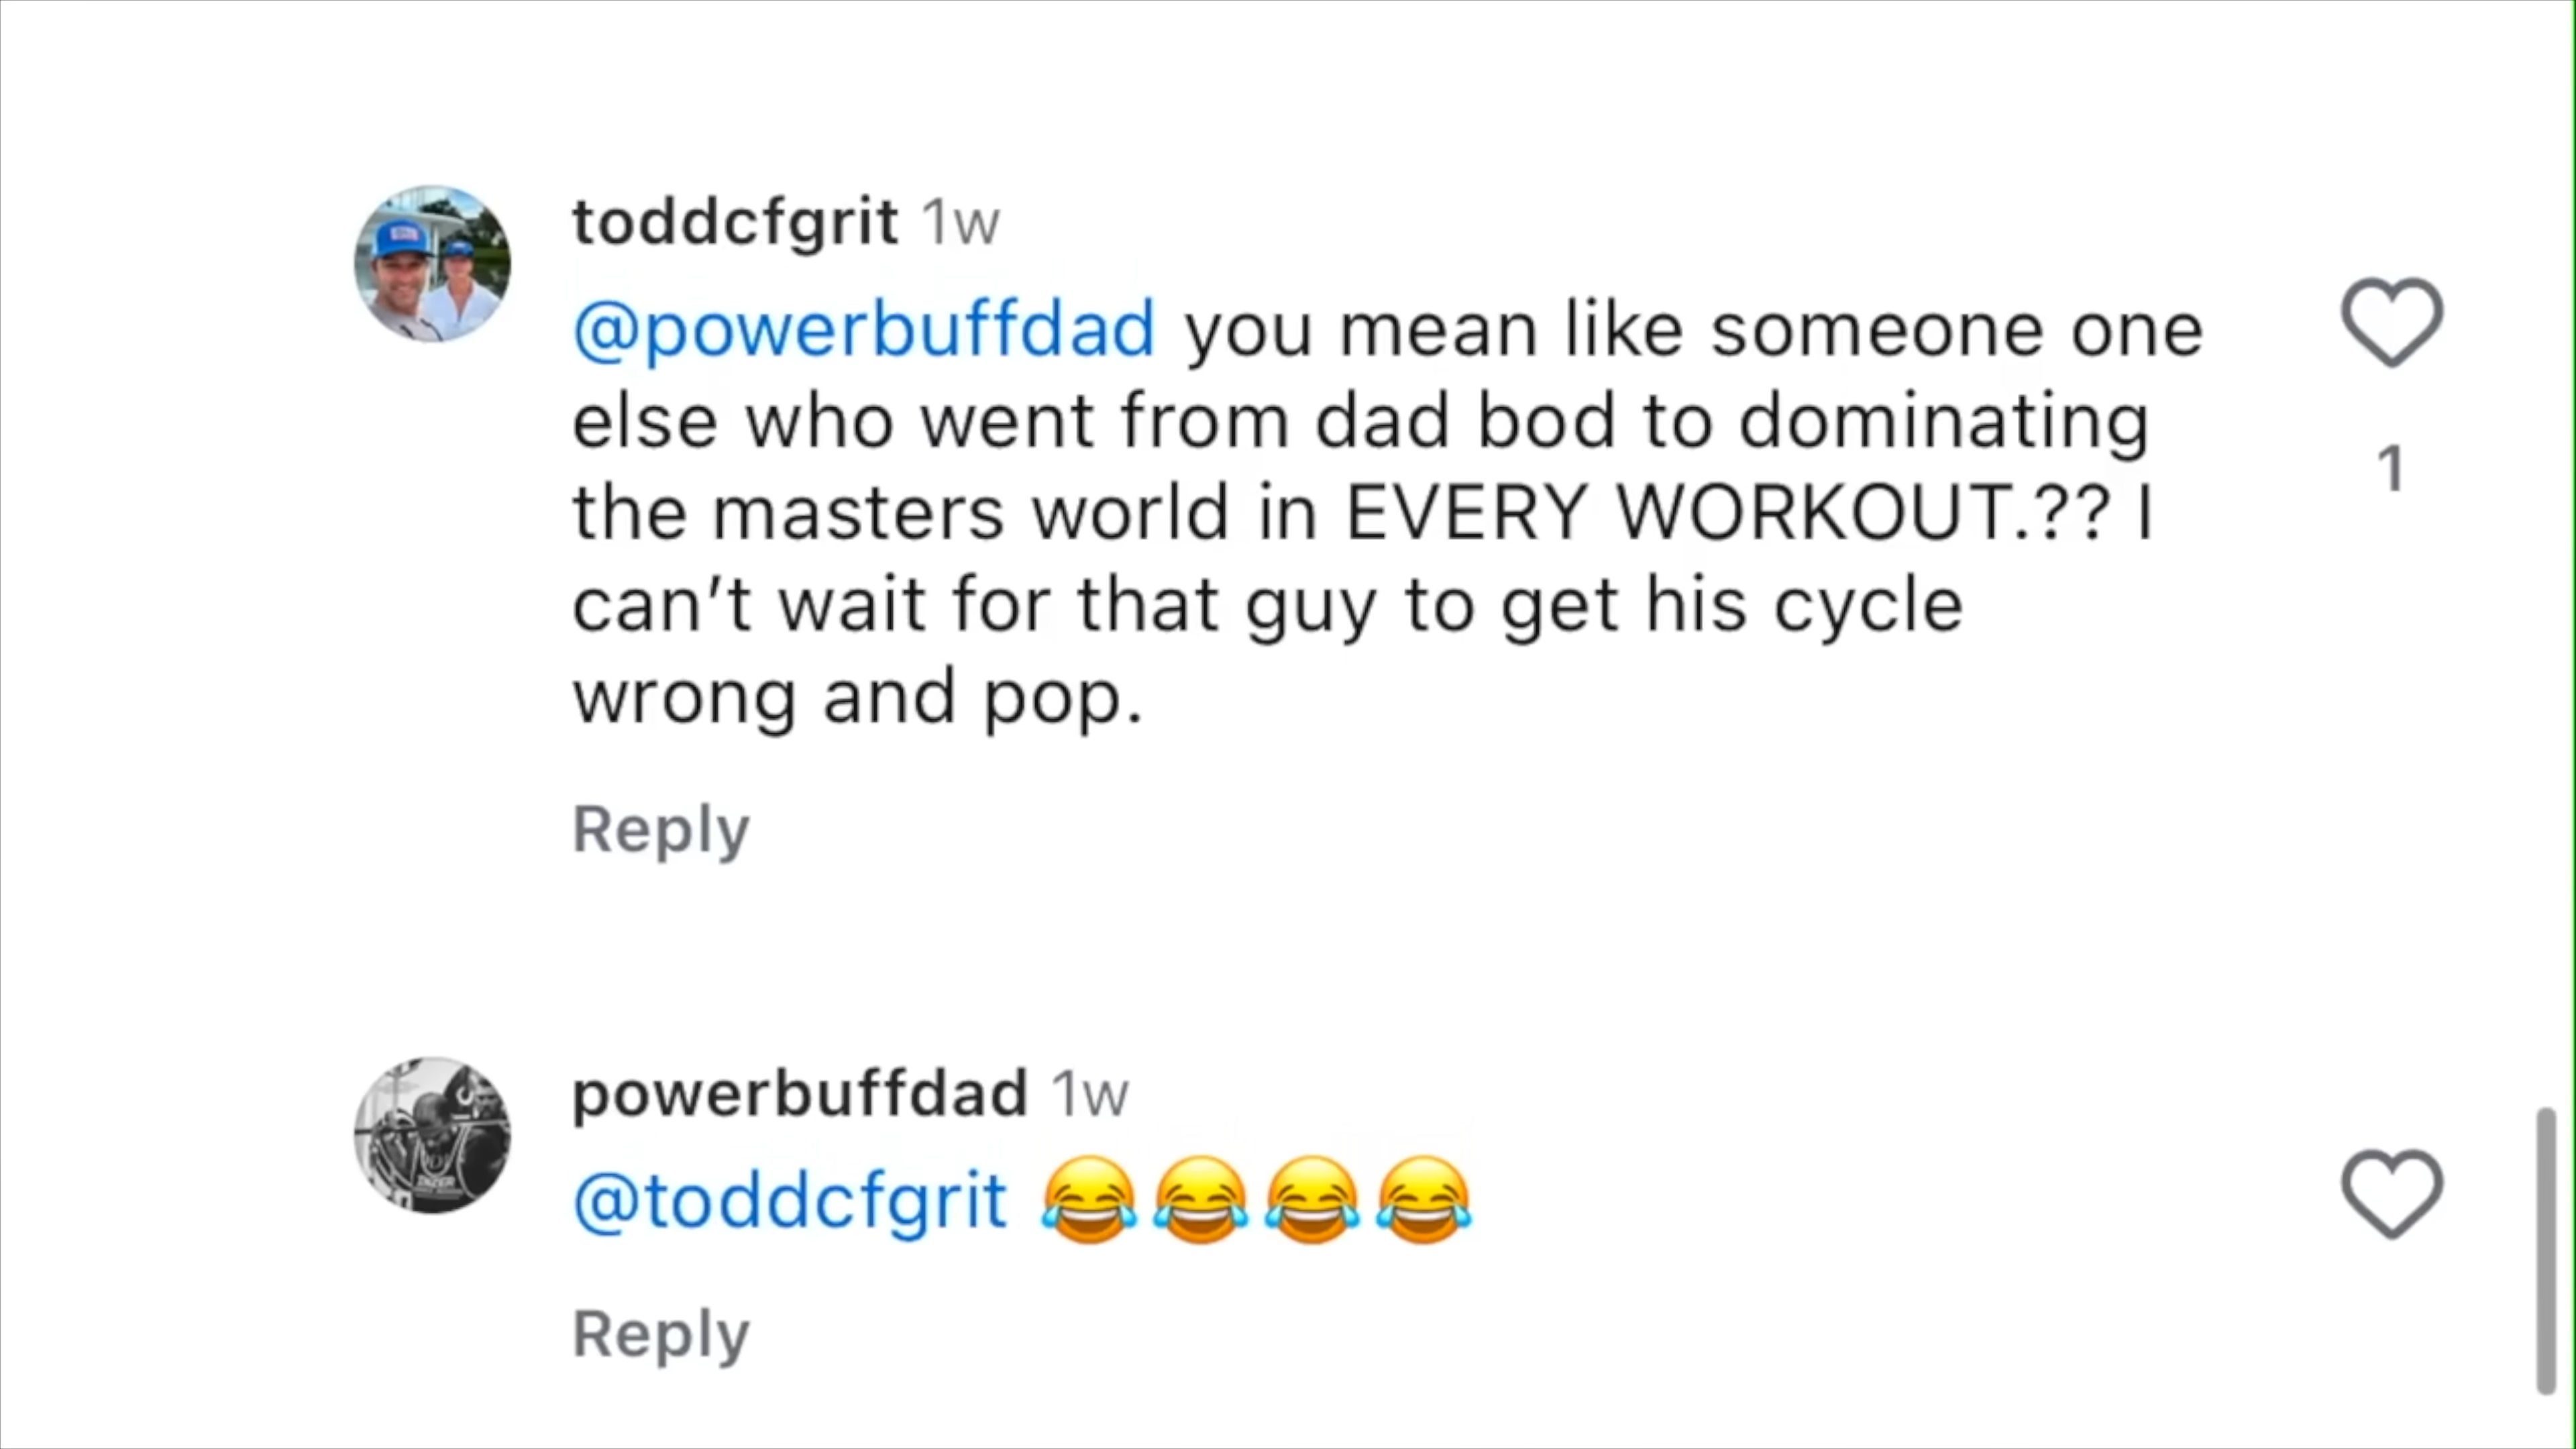 toddcfgrit 1w
@powerbuffdad you mean like someone one
else who went from dad bod to dominating
the masters world in EVERY WORKOUT.?? I
can’t wait for that guy to get his cycle
wrong and pop.
1
Reply
powerbuffdad 1w
@toddcfgrit 😂😂😂😂
Reply